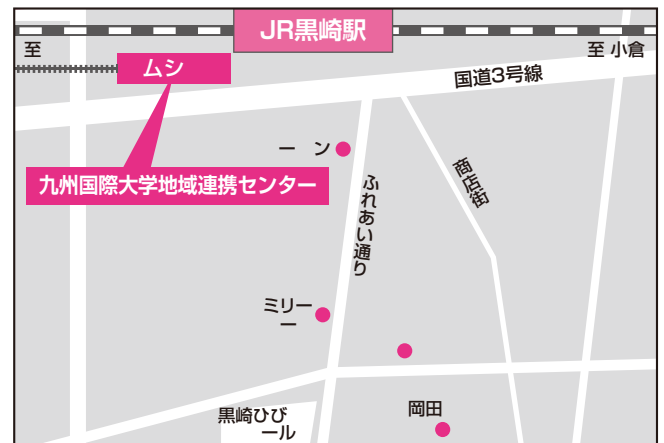 JR黒崎駅
至
至 小倉
ムシ
国道3号線
ー ン
九州国際大学地域連携センター
商店街
ふれあい通り
ミリー
ー
岡田
黒崎ひび
ール